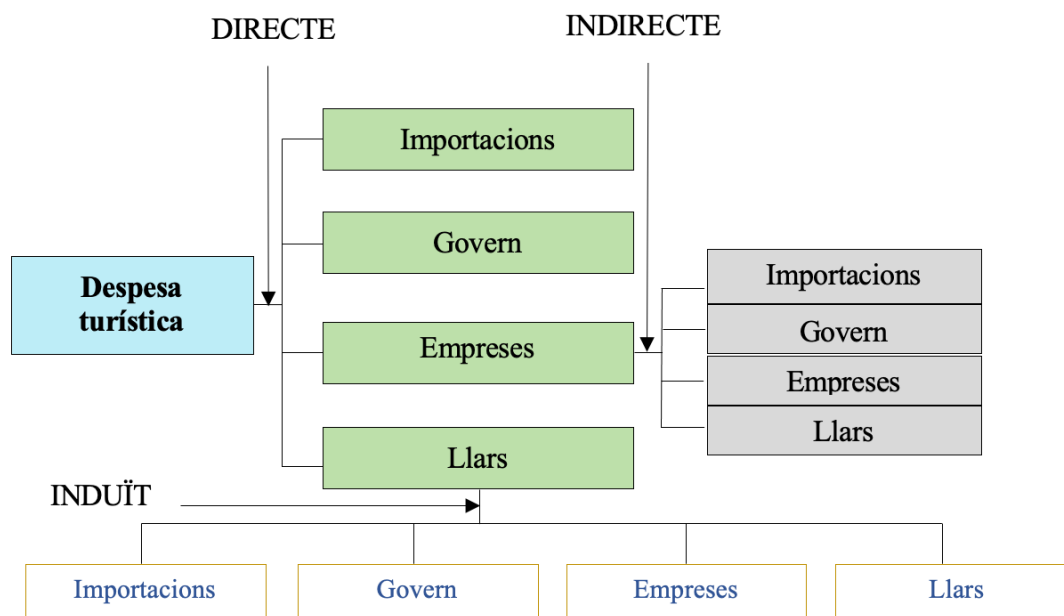 DIRECTE
INDIRECTE
Importacions
Govern
Despesa
turística
Empreses
Llars
Importacions
Govern
Empreses
Llars
INDUÏT
Importacions
Govern
Empreses
Llars